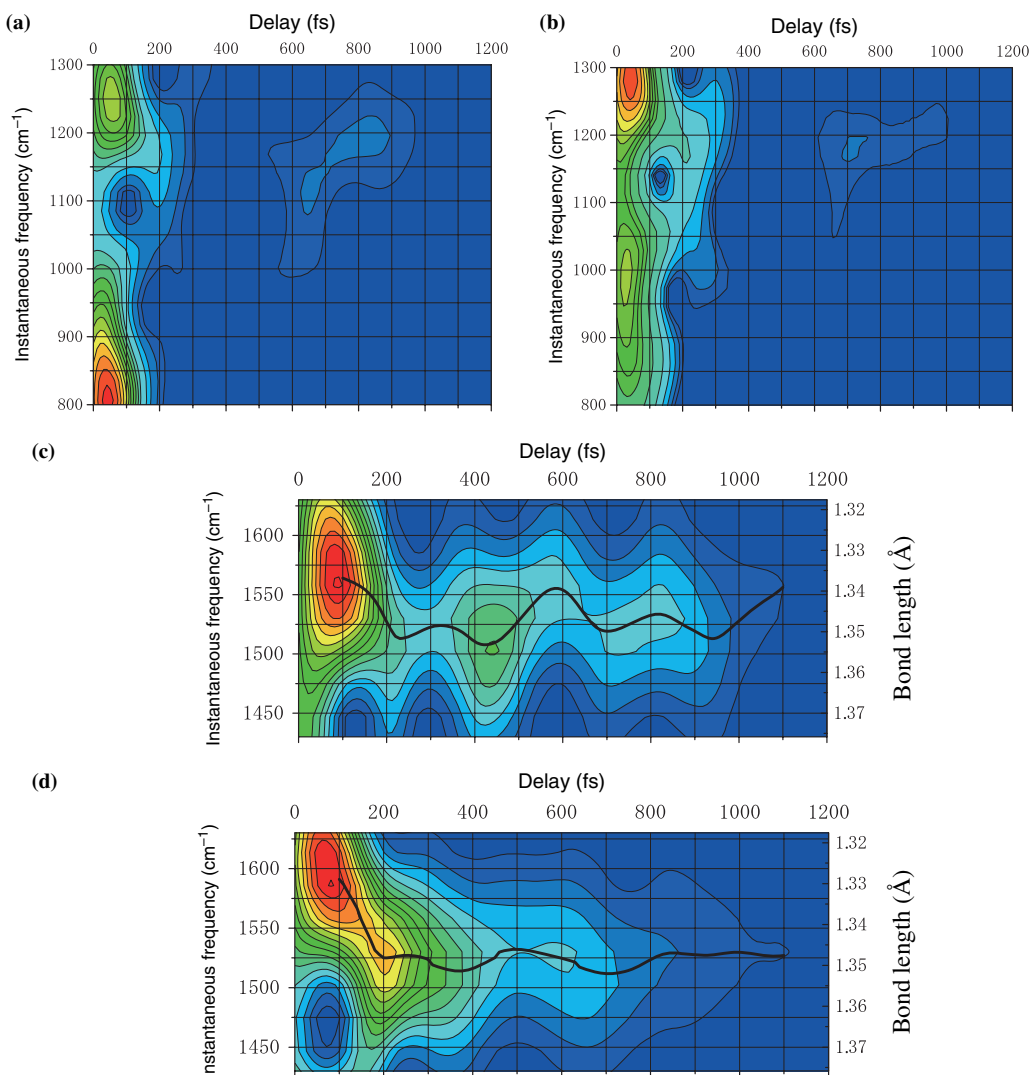 (a)
Delay (fs)
0 200 400 600 800 1000 1200
Instantaneous frequency (cm⁻¹)
1300
1200
1100
1000
900
800
(b)
Delay (fs)
0 200 400 600 800 1000 1200
Instantaneous frequency (cm⁻¹)
1300
1200
1100
1000
900
800
(c)
Delay (fs)
0 200 400 600 800 1000 1200
Instantaneous frequency (cm⁻¹)
1600
1550
1500
1450
1.32
1.33
1.34
1.35
1.36
1.37
Bond length (Å)
(d)
Delay (fs)
0 200 400 600 800 1000 1200
nstantaneous frequency (cm⁻¹)
1600
1550
1500
1450
1.32
1.33
1.34
1.35
1.36
1.37
Bond length (Å)